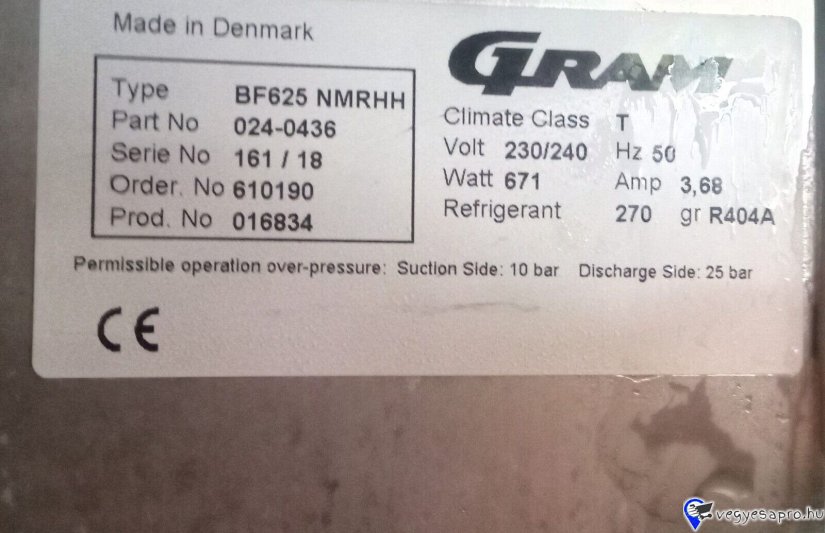 Made in Denmark
GRAM
Type BF625 NMRHH
Part No 024-0436
Serie No 161 / 18
Order. No 610190
Prod. No 016834
Climate Class T
Volt 230/240 Hz 50
Watt 671 Amp 3,68
Refrigerant 270 gr R404A
Permissible operation over-pressure: Suction Side: 10 bar Discharge Side: 25 bar
CE
vegyesapro.hu